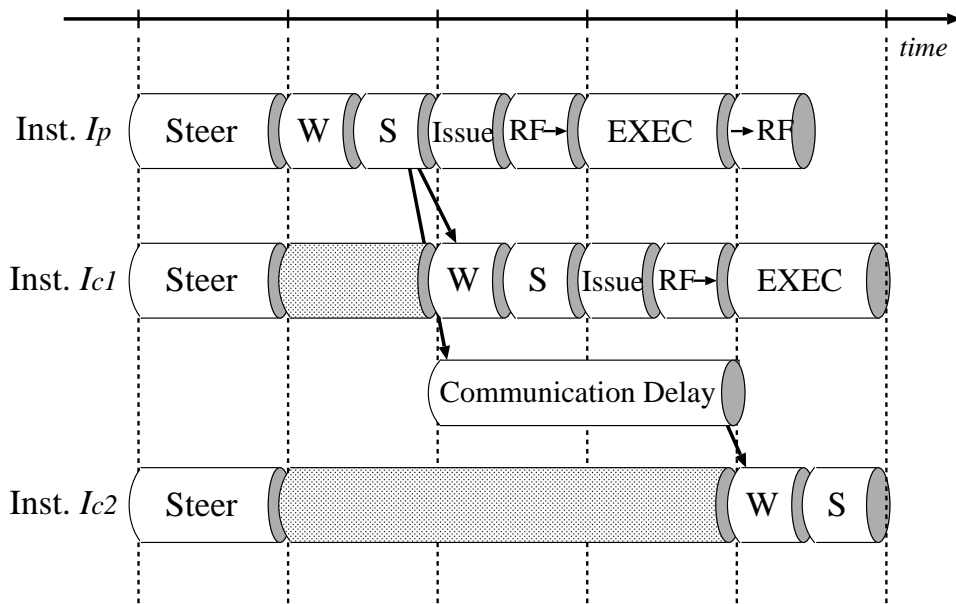 time
Inst. Ip Steer W S Issue RF EXEC RF
Inst. Ic1 Steer W S Issue RF EXEC
Communication Delay
Inst. Ic2 Steer W S